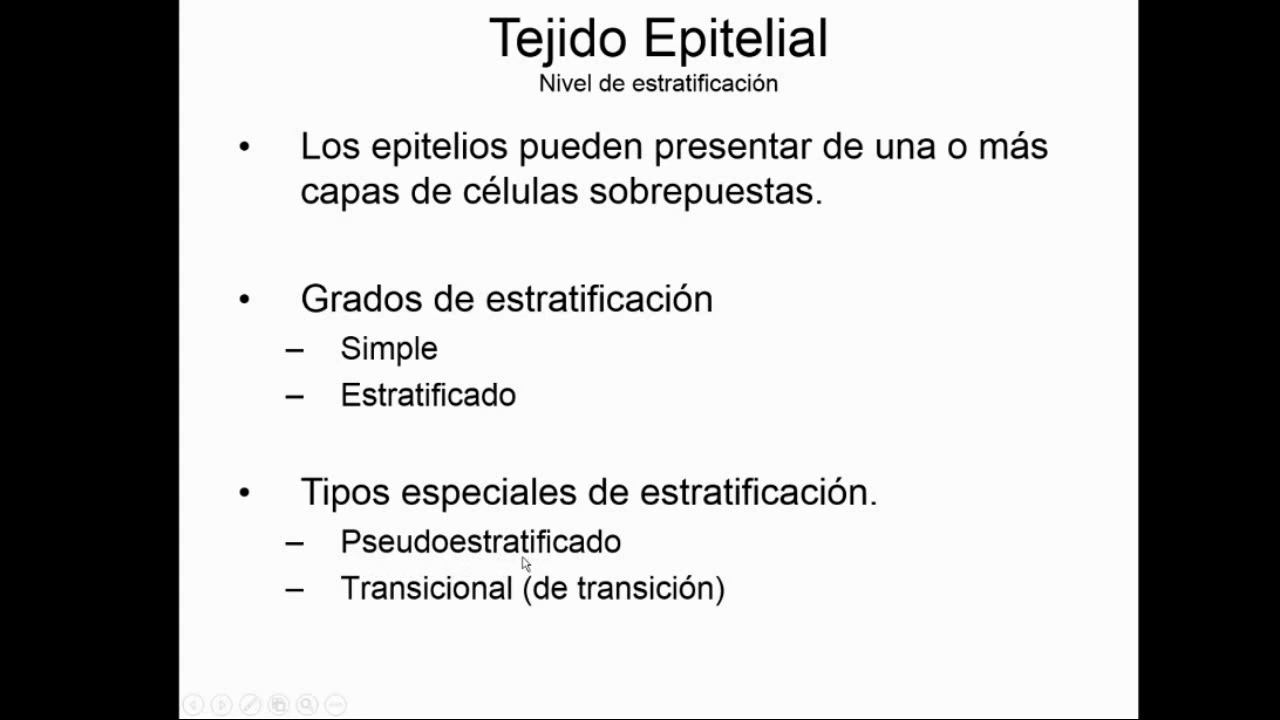 Tejido Epitelial
Nivel de estratificación
• Los epitelios pueden presentar de una o más
capas de células sobrepuestas.
• Grados de estratificación
– Simple
– Estratificado
• Tipos especiales de estratificación.
– Pseudoestratificado
– Transicional (de transición)